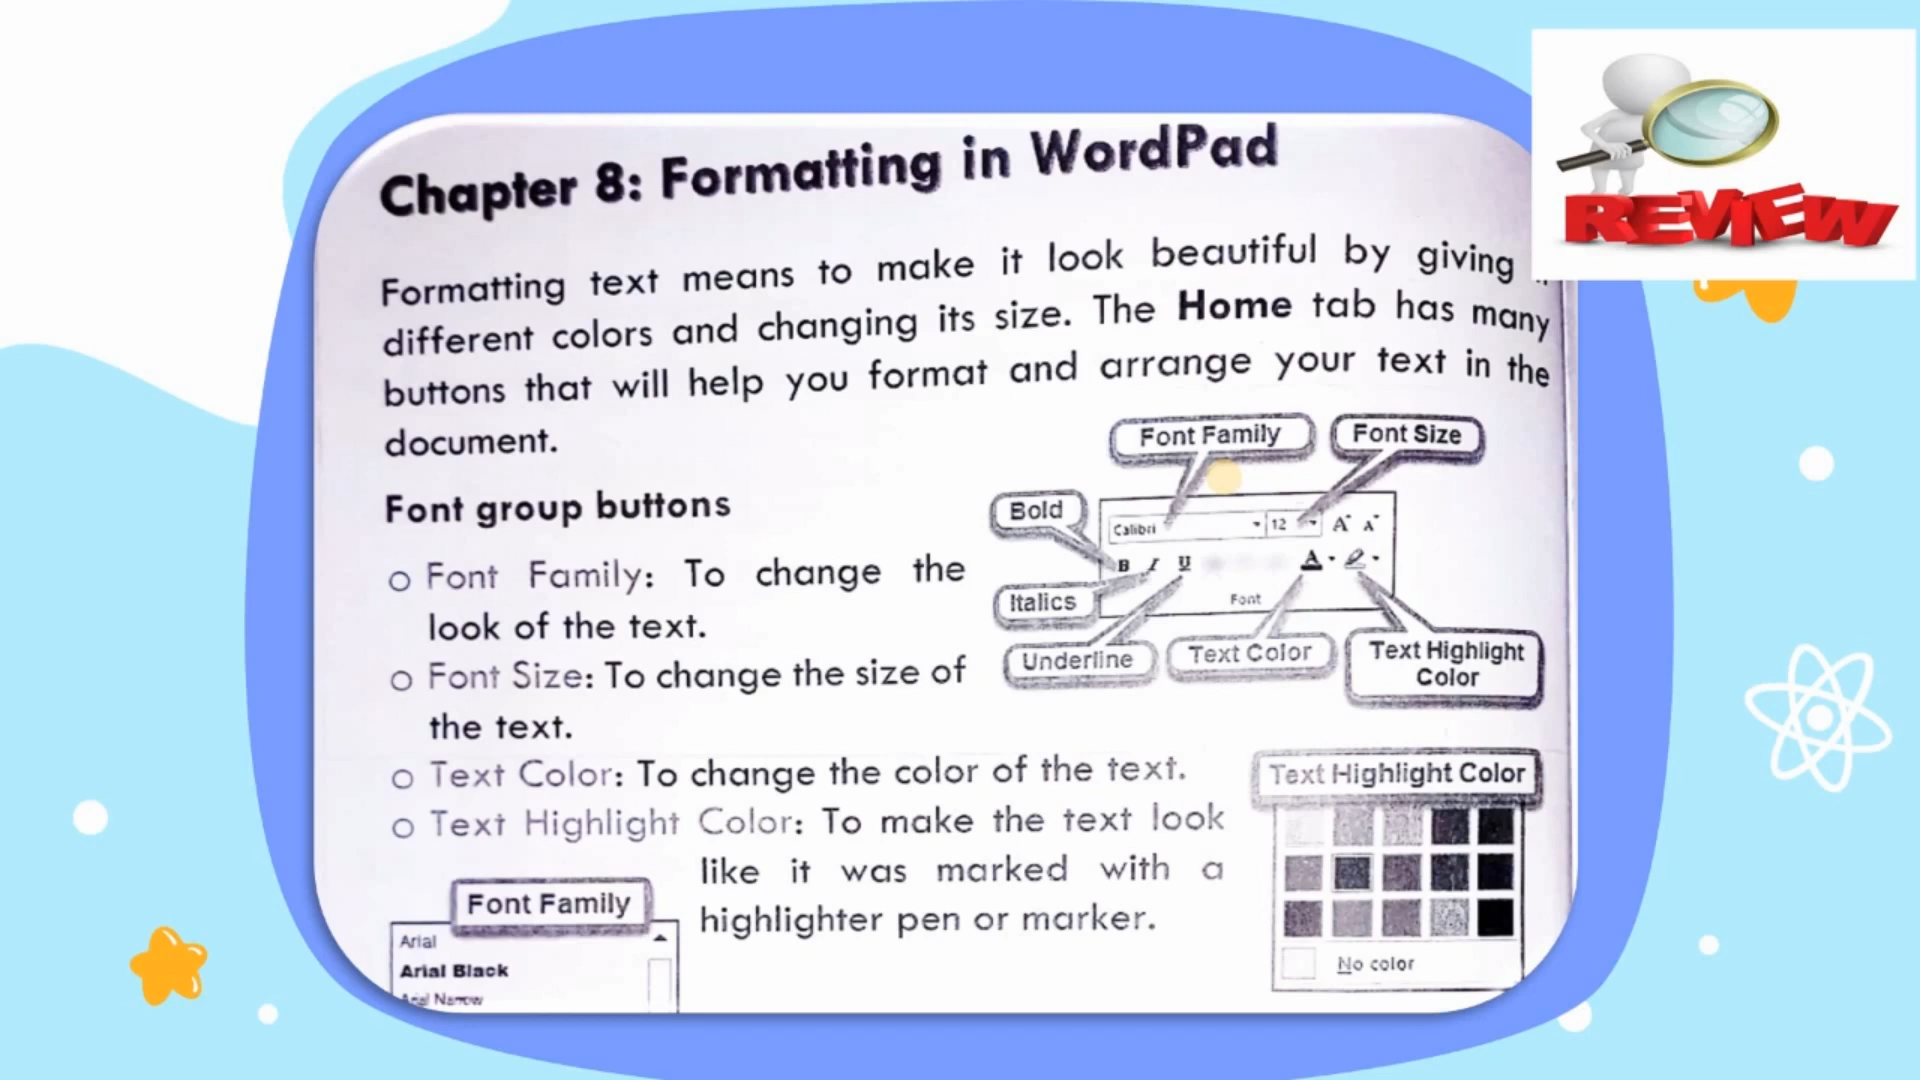 Chapter 8: Formatting in WordPad
REVIEW
Formatting text means to make it look beautiful by giving
different colors and changing its size. The Home tab has many
buttons that will help you format and arrange your text in the
document.
Font Family
Font Size
Font group buttons
Bold
Calibri
12
A
A
B I U
A
Italics
Font
Underline
Text Color
Text Highlight
Color
○ Font Family: To change the
look of the text.
○ Font Size: To change the size of
the text.
○ Text Color: To change the color of the text.
○ Text Highlight Color: To make the text look
like it was marked with a
highlighter pen or marker.
Text Highlight Color
No color
Font Family
Arial
Arial Black
Arial Narrow